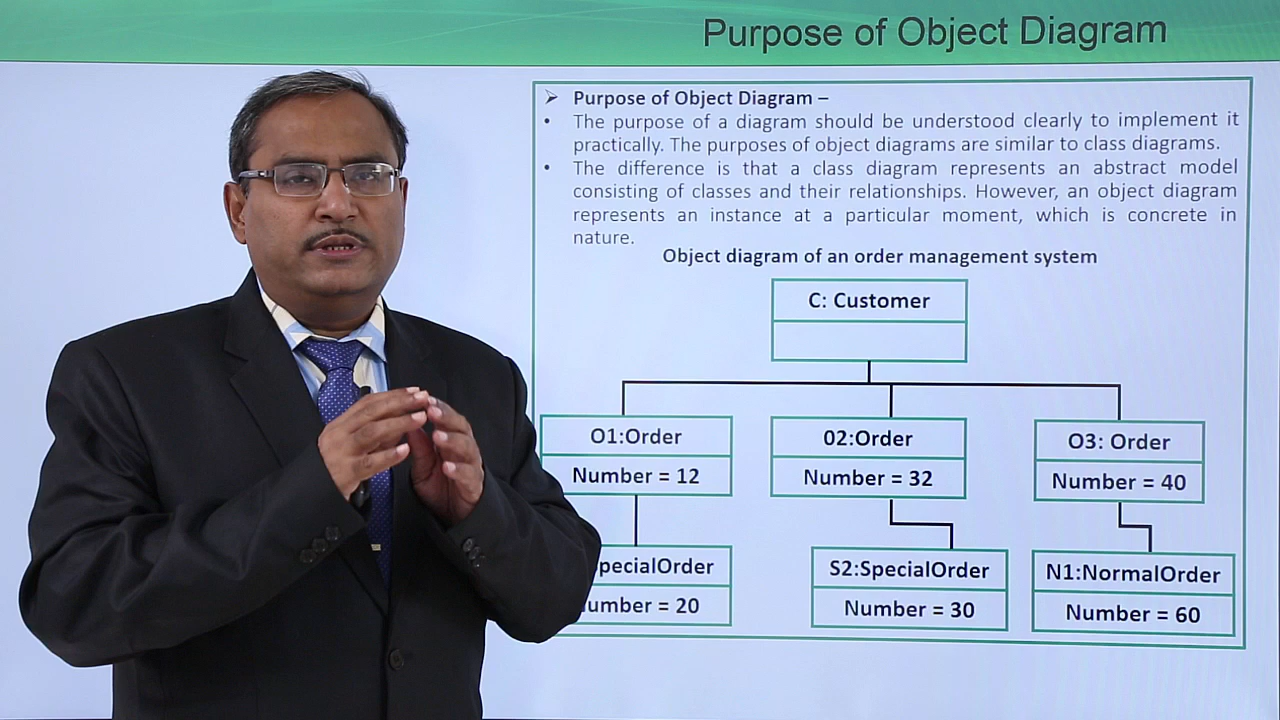 Purpose of Object Diagram
➢ Purpose of Object Diagram –
• The purpose of a diagram should be understood clearly to implement it
practically. The purposes of object diagrams are similar to class diagrams.
• The difference is that a class diagram represents an abstract model
consisting of classes and their relationships. However, an object diagram
represents an instance at a particular moment, which is concrete in
nature.
Object diagram of an order management system
C: Customer
O1:Order 02:Order O3: Order
Number = 12 Number = 32 Number = 40
S2:SpecialOrder N1:NormalOrder
= 20 Number = 30 Number = 60